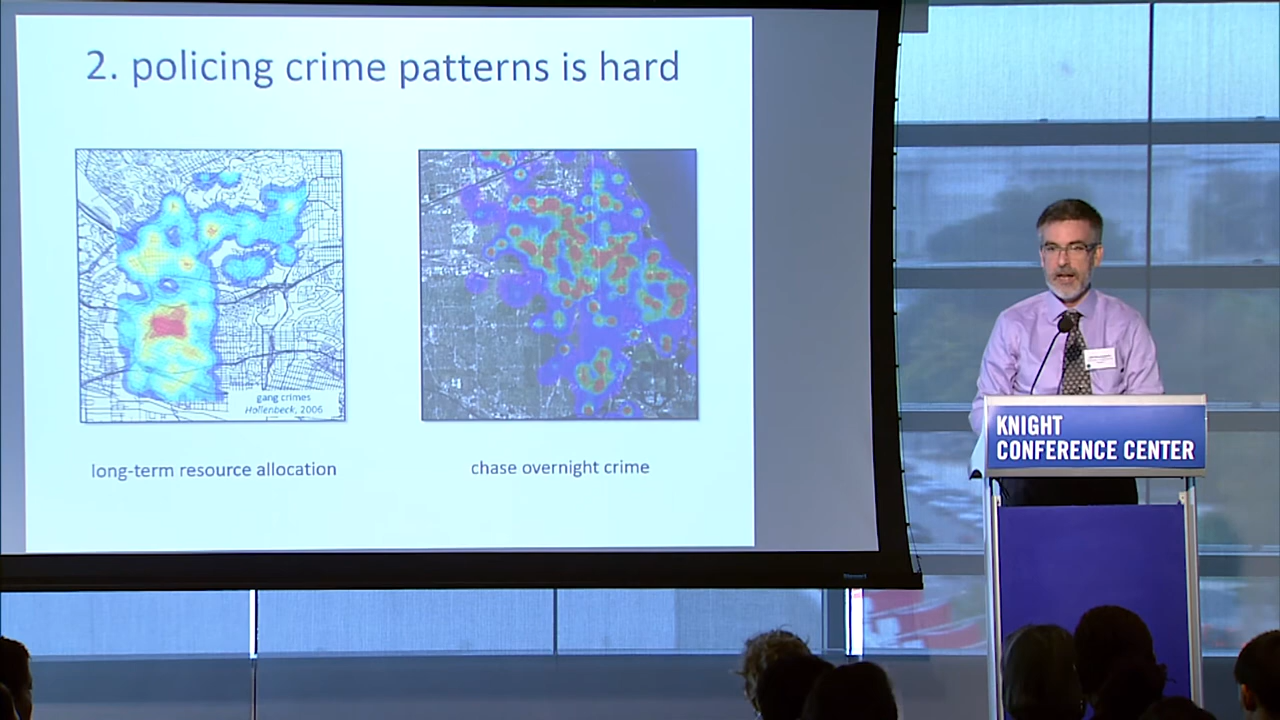 2. policing crime patterns is hard
gang crimes
Hollenbeck, 2006
long-term resource allocation
chase overnight crime
KNIGHT
CONFERENCE CENTER